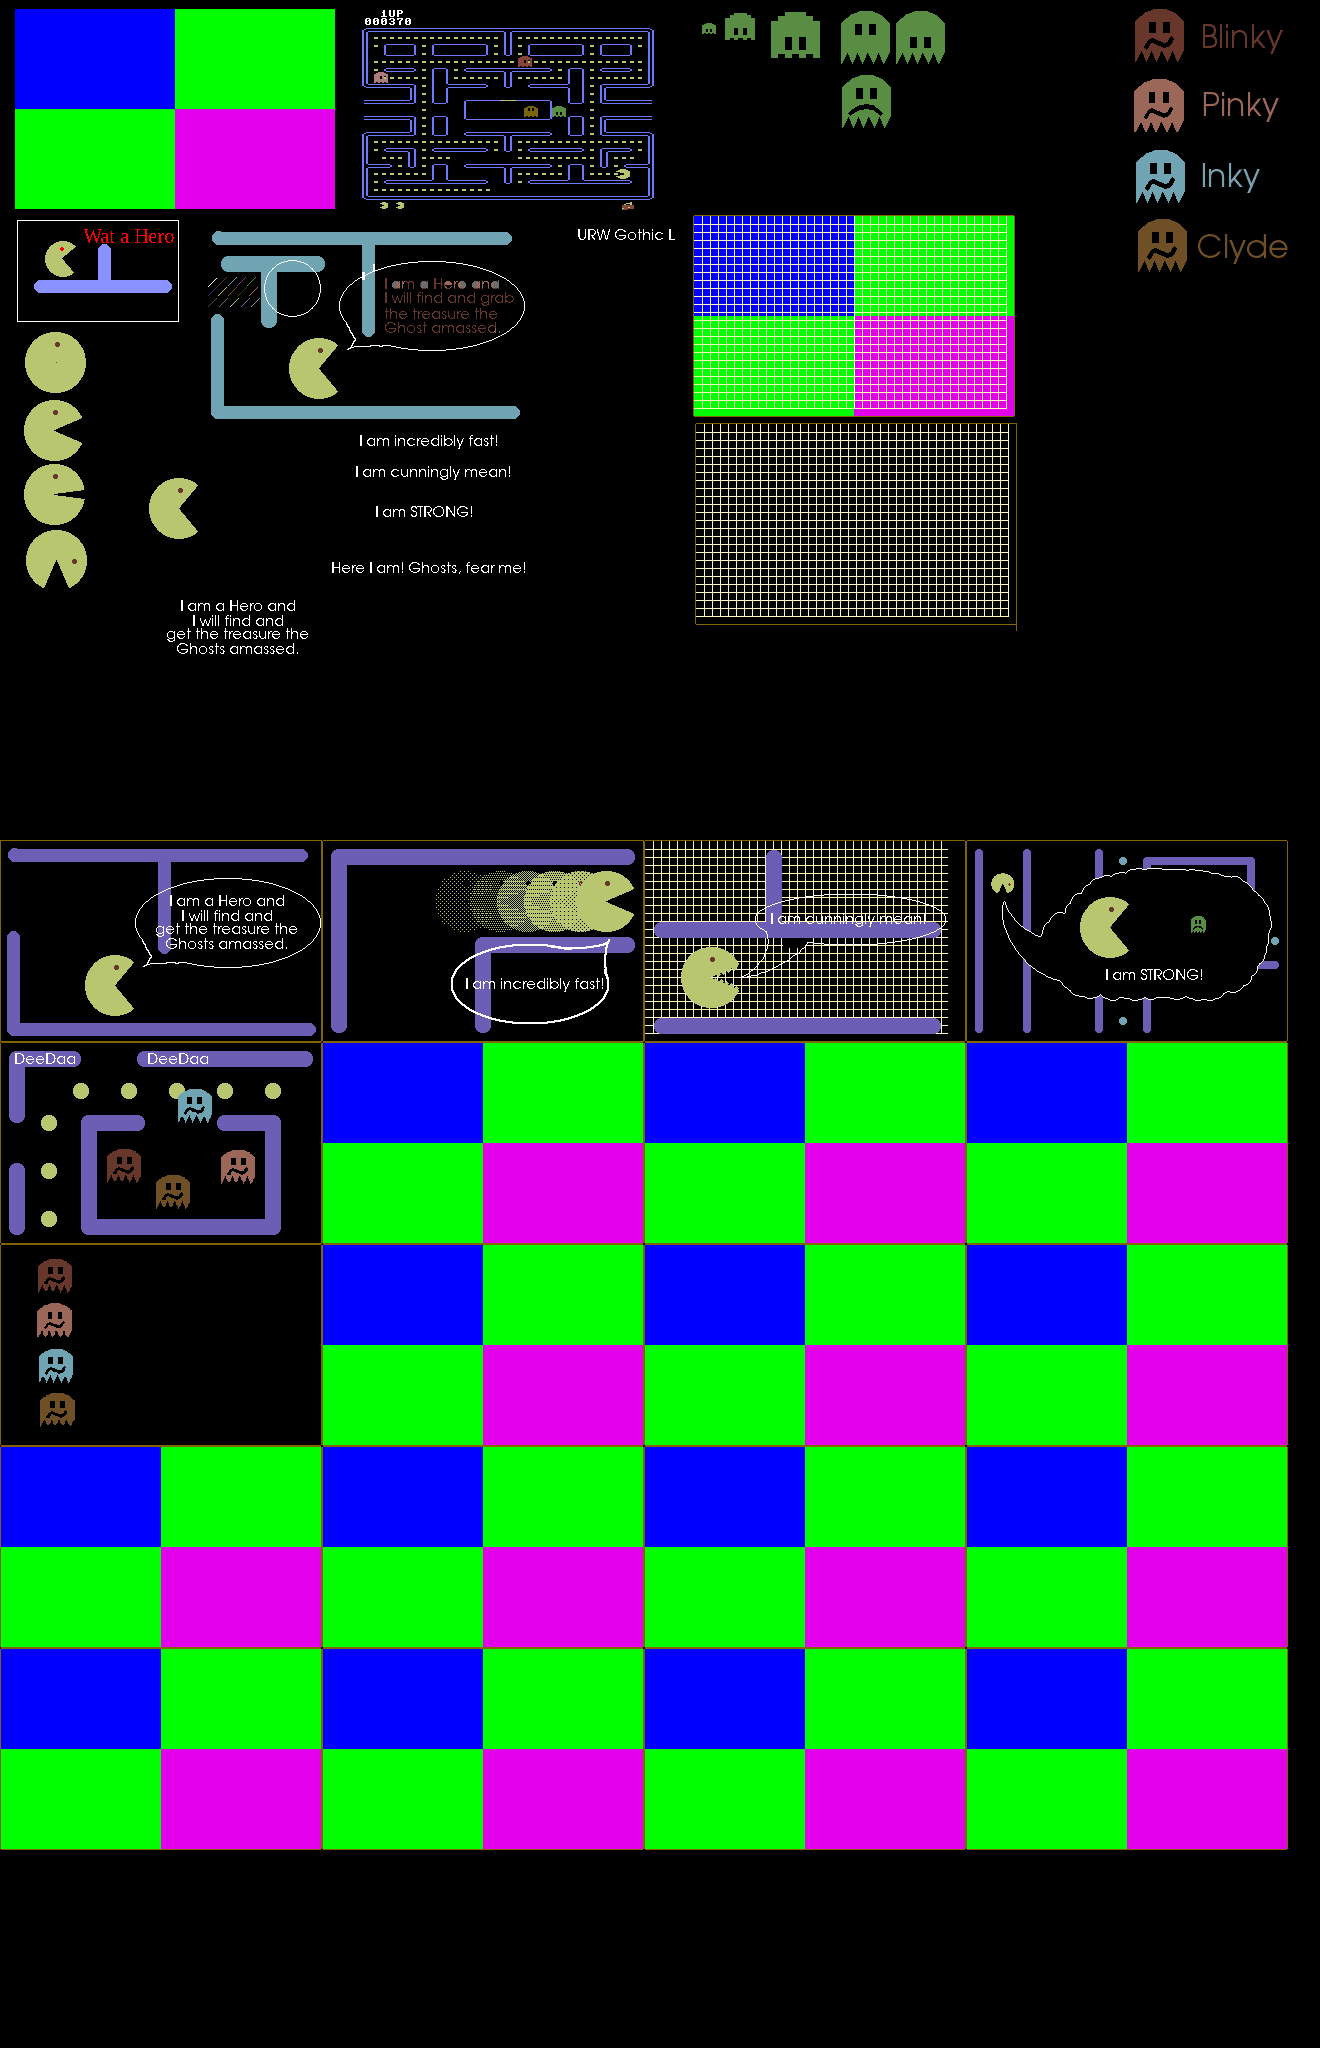 1UP
000370
Blinky
Pinky
Inky
Clyde
Wat a Hero
URW Gothic L
I am a Hero and
I will find and grab
the treasure the
Ghost amassed.
I am incredibly fast!
I am cunningly mean!
I am STRONG!
Here I am! Ghosts, fear me!
I am a Hero and
I will find and
get the treasure the
Ghosts amassed.
I am a Hero and
I will find and
get the treasure the
Ghosts amassed.
I am incredibly fast!
I am cunningly mean!
I am STRONG!
DeeDaa
DeeDaa